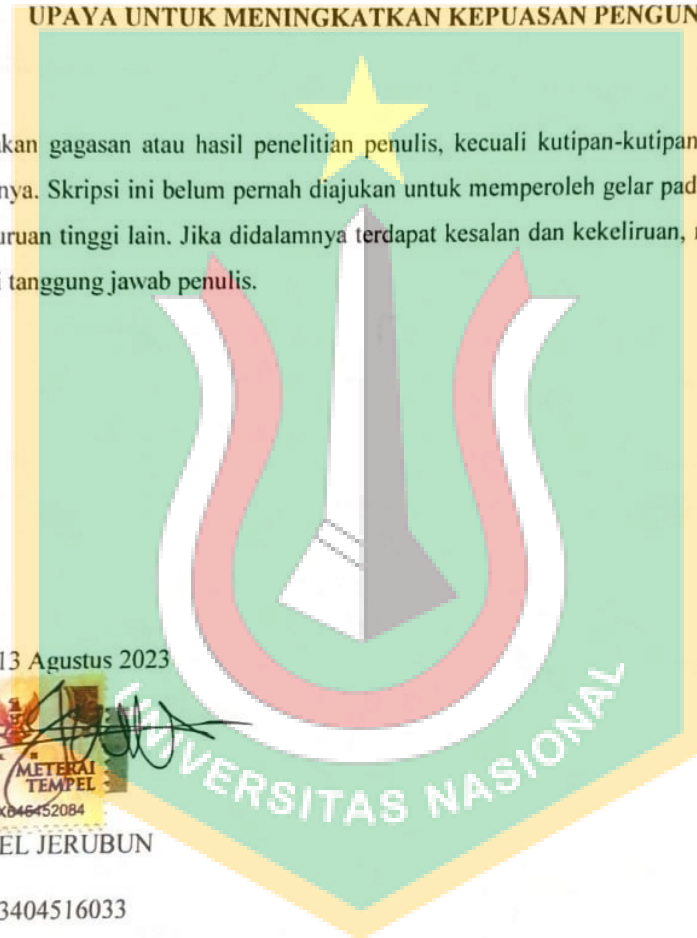 UPAYA UNTUK MENINGKATKAN KEPUASAN PENGUN
akan gagasan atau hasil penelitian penulis, kecuali kutipan-kutipan
nya. Skripsi ini belum pernah diajukan untuk memperoleh gelar pad
uruan tinggi lain. Jika didalamnya terdapat kesalan dan kekeliruan,
i tanggung jawab penulis.
13 Agustus 2023
METERAI
TEMPEL
X646452084
EL JERUBUN
3404516033
UNIVERSITAS NASIONAL